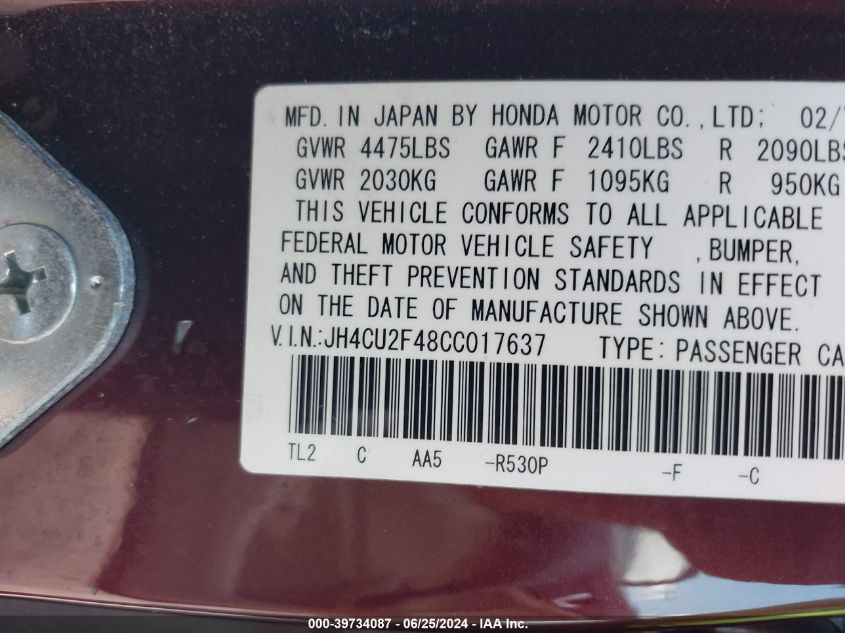 MFD. IN JAPAN BY HONDA MOTOR CO.,LTD; 02/
GVWR 4475LBS GAWR F 2410LBS R 2090LBS
GVWR 2030KG GAWR F 1095KG R 950KG
THIS VEHICLE CONFORMS TO ALL APPLICABLE
FEDERAL MOTOR VEHICLE SAFETY , BUMPER,
AND THEFT PREVENTION STANDARDS IN EFFECT
ON THE DATE OF MANUFACTURE SHOWN ABOVE.
V.I.N.:JH4CU2F48CC017637 TYPE: PASSENGER CA
TL2 C AA5 -R530P -F -C
000-39734087 — 06/25/2024 — IAA Inc.